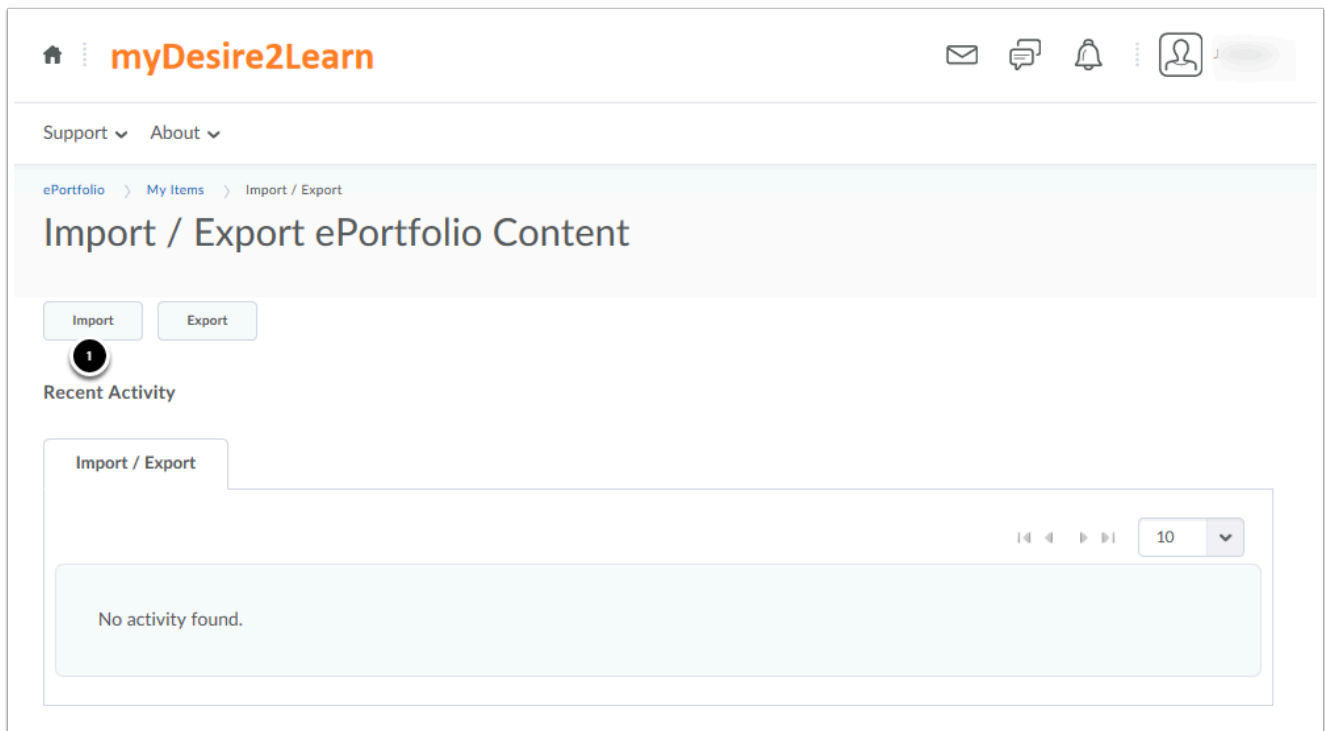 myDesire2Learn
Support About
ePortfolio My Items Import / Export
Import / Export ePortfolio Content
Import Export
1
Recent Activity
Import / Export
10
No activity found.